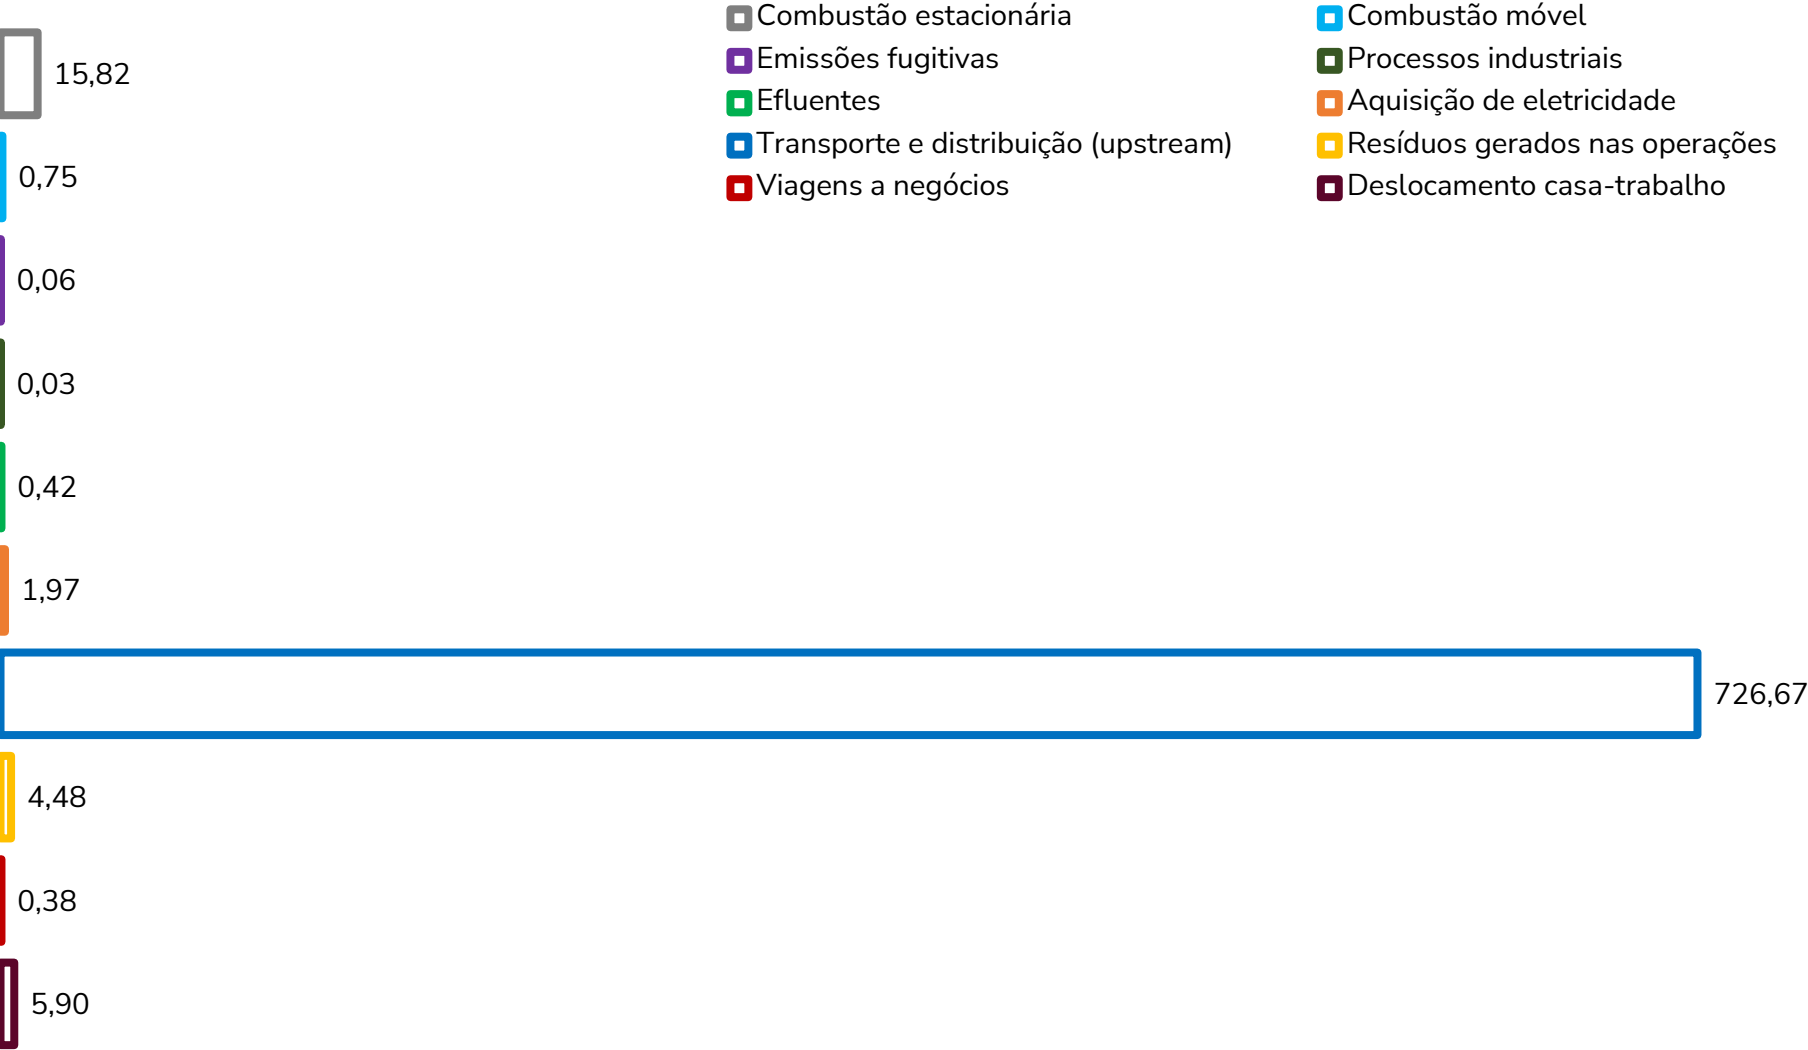 Combustão estacionária
Combustão móvel
Emissões fugitivas
Processos industriais
Efluentes
Aquisição de eletricidade
Transporte e distribuição (upstream)
Resíduos gerados nas operações
Viagens a negócios
Deslocamento casa-trabalho
15,82
0,75
0,06
0,03
0,42
1,97
726,67
4,48
0,38
5,90